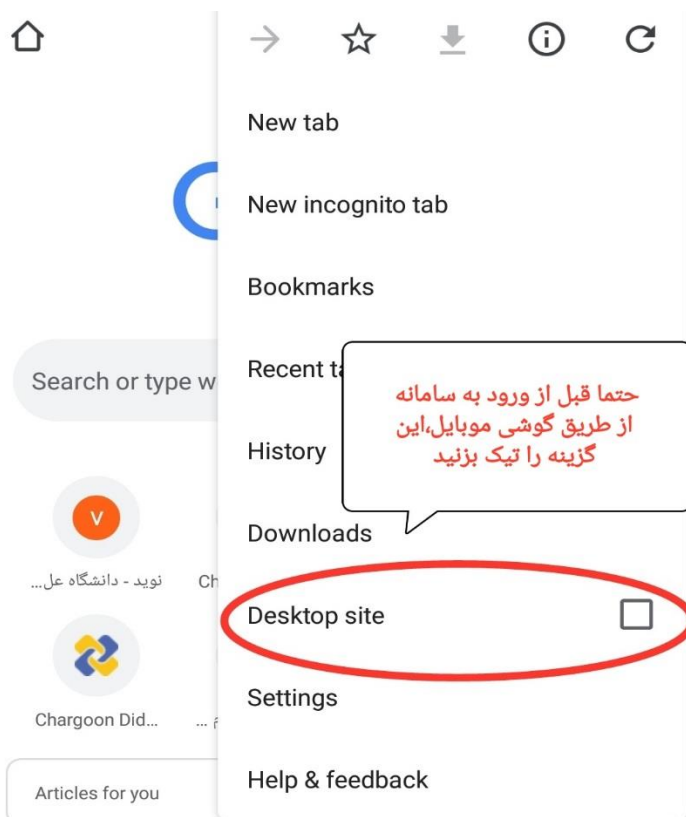 New tab
New incognito tab
Bookmarks
Search or type w
Recent ta
حتما قبل از ورود به سامانه
از طریق گوشی موبایل،این
گزینه را تیک بزنید
History
V
Downloads
نوید - دانشگاه عل...
Ch
Desktop site
Chargoon Did...
Settings
Articles for you
Help & feedback